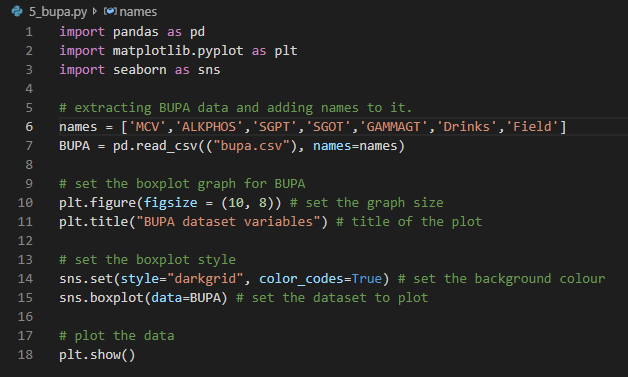 5_bupa.py > names
1 import pandas as pd
2 import matplotlib.pyplot as plt
3 import seaborn as sns
4
5 # extracting BUPA data and adding names to it.
6 names = ['MCV','ALKPHOS','SGPT','SGOT','GAMMAGT','Drinks','Field']
7 BUPA = pd.read_csv(("bupa.csv"), names=names)
8
9 # set the boxplot graph for BUPA
10 plt.figure(figsize = (10, 8)) # set the graph size
11 plt.title("BUPA dataset variables") # title of the plot
12
13 # set the boxplot style
14 sns.set(style="darkgrid", color_codes=True) # set the background colour
15 sns.boxplot(data=BUPA) # set the dataset to plot
16
17 # plot the data
18 plt.show()